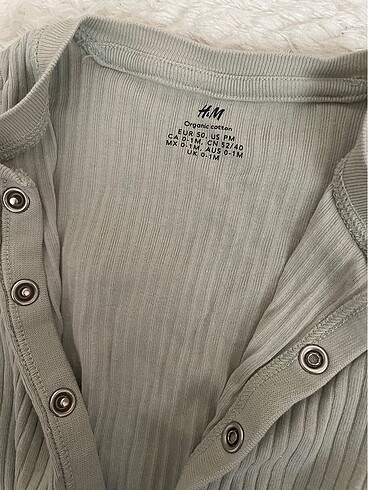 H&M
Organic cotton
EUR 50, US PM
CA 0-1M, CN 52/40
MX 0-1M, AUS 0-1M
UK 0-1M